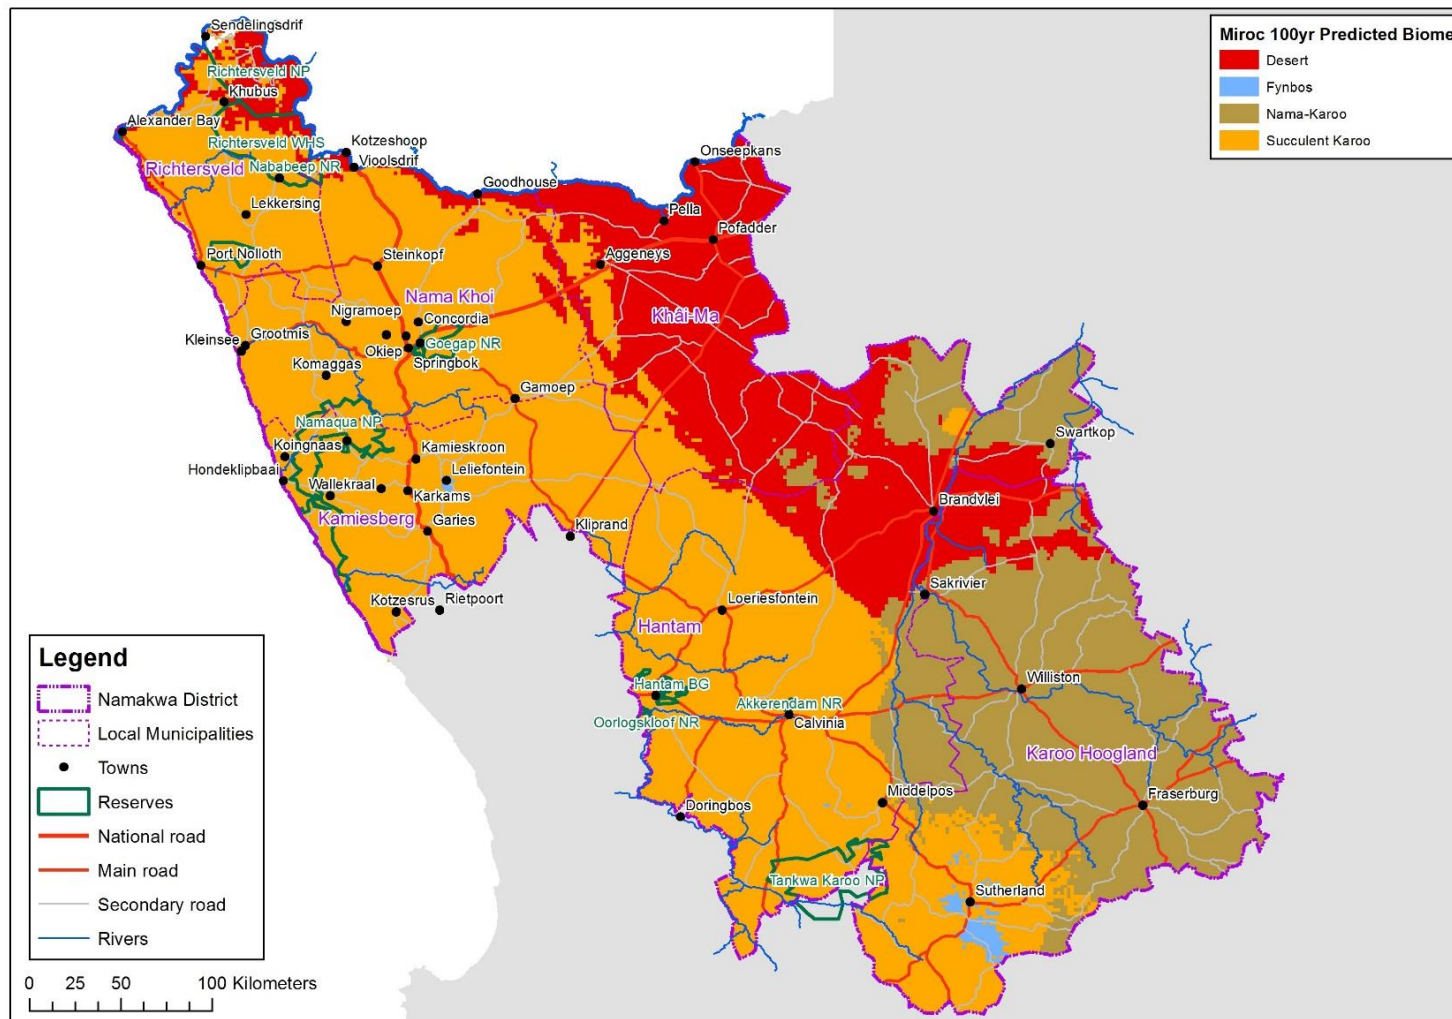 Miroc 100yr Predicted Biome
Desert
Fynbos
Nama-Karoo
Succulent Karoo
Sendelingsdrif
Richtersveld NP
Khubus
Alexander Bay
Richtersveld WHS
Kotzeshoop
Vioolsdrif
Richtersveld
Nababeep NR
Onseepkans
Goodhouse
Lekkersing
Pella
Pofadder
Port Nolloth
Steinkopf
Aggeneys
Nama Khoi
Nigramoep
Concordia
Khâi-Ma
Kleinsee
Grootmis
Okiep
Goegap NR
Springbok
Komaggas
Gamoep
Namaqua NP
Koingnaas
Kamieskroon
Swartkop
Hondeklipbaai
Leliefontein
Wallekraal
Karkams
Brandvlei
Kamiesberg
Garies
Kliprand
Sakrivier
Kotzesrus
Rietpoort
Loeriesfontein
Hantam
Williston
Hantam BG
Akkerendam NR
Oorlogskloof NR
Calvinia
Karoo Hoogland
Middelpos
Fraserburg
Doringbos
Tankwa Karoo NP
Sutherland
Legend
Namakwa District
Local Municipalities
Towns
Reserves
National road
Main road
Secondary road
Rivers
0 25 50 100 Kilometers